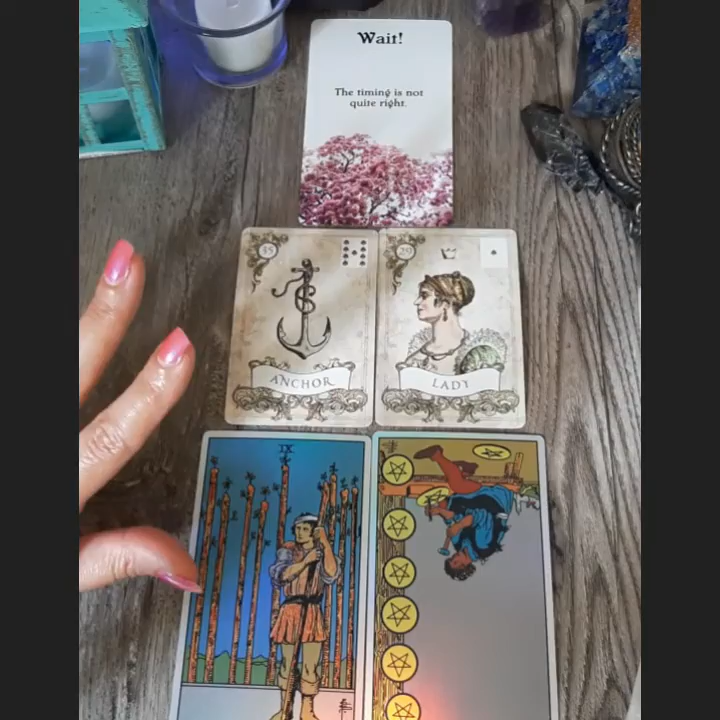 Wait!
The timing is not
quite right.
35
29
ANCHOR
LADY
IX